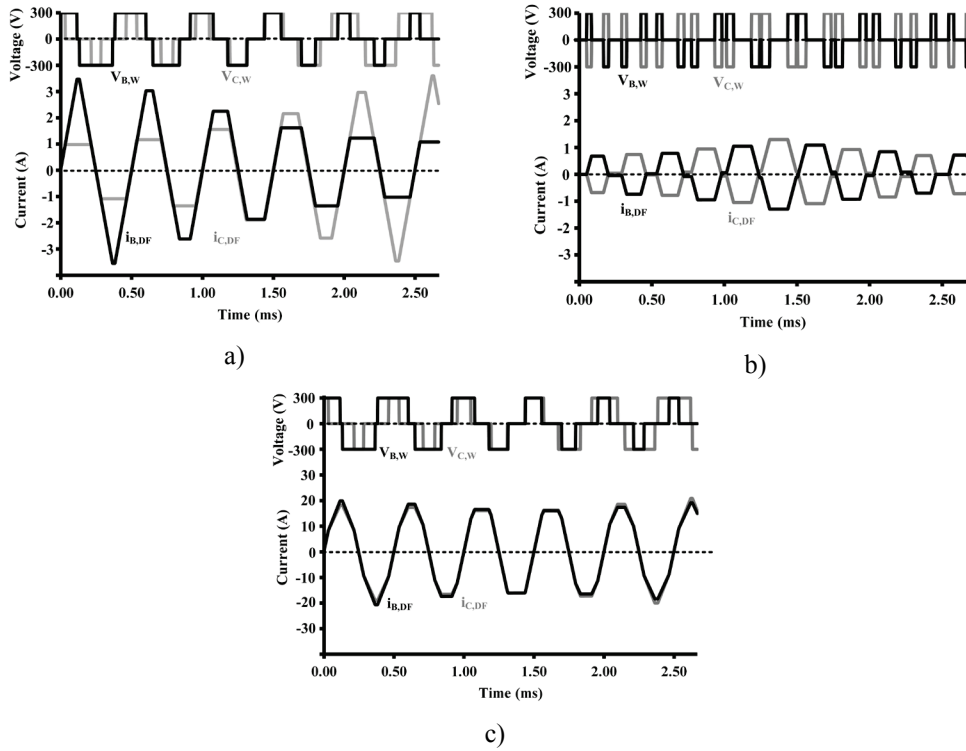 Voltage (V)
300
0
-300
V_B,W
V_C,W
Current (A)
3
2
1
0
-1
-2
-3
i_B,DF
i_C,DF
0.00 0.50 1.00 1.50 2.00 2.50
Time (ms)
a)
Voltage (V)
300
0
-300
V_B,W
V_C,W
Current (A)
3
2
1
0
-1
-2
-3
i_B,DF
i_C,DF
0.00 0.50 1.00 1.50 2.00 2.50
Time (ms)
b)
Voltage (V)
300
0
-300
V_B,W
V_C,W
Current (A)
30
20
10
0
-10
-20
-30
i_B,DF
i_C,DF
0.00 0.50 1.00 1.50 2.00 2.50
Time (ms)
c)